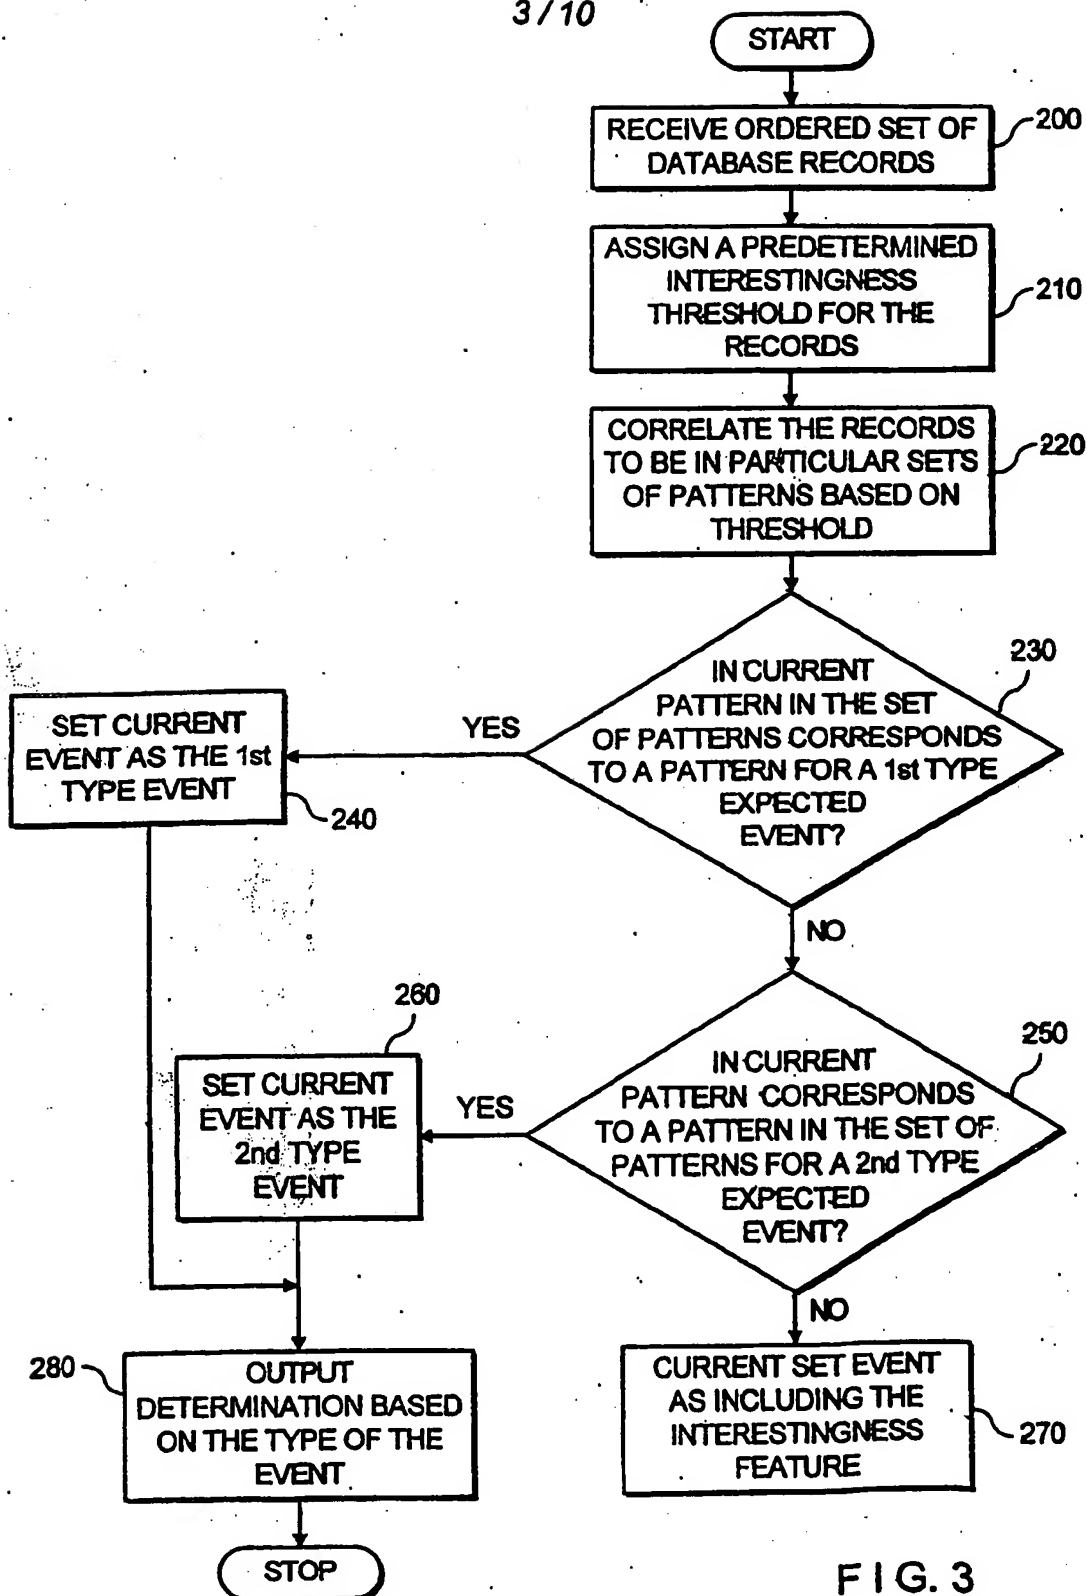 3/10
START
RECEIVE ORDERED SET OF
DATABASE RECORDS
200
ASSIGN A PREDETERMINED
INTERESTINGNESS
THRESHOLD FOR THE
RECORDS
210
CORRELATE THE RECORDS
TO BE IN PARTICULAR SETS
OF PATTERNS BASED ON
THRESHOLD
220
IN CURRENT
PATTERN IN THE SET
OF PATTERNS CORRESPONDS
TO A PATTERN FOR A 1st TYPE
EXPECTED
EVENT?
230
YES
SET CURRENT
EVENT AS THE 1st
TYPE EVENT
240
NO
IN CURRENT
PATTERN CORRESPONDS
TO A PATTERN IN THE SET OF
PATTERNS FOR A 2nd TYPE
EXPECTED
EVENT?
250
YES
260
SET CURRENT
EVENT AS THE
2nd TYPE
EVENT
NO
CURRENT SET EVENT
AS INCLUDING THE
INTERESTINGNESS
FEATURE
270
280
OUTPUT
DETERMINATION BASED
ON THE TYPE OF THE
EVENT
STOP
FIG. 3